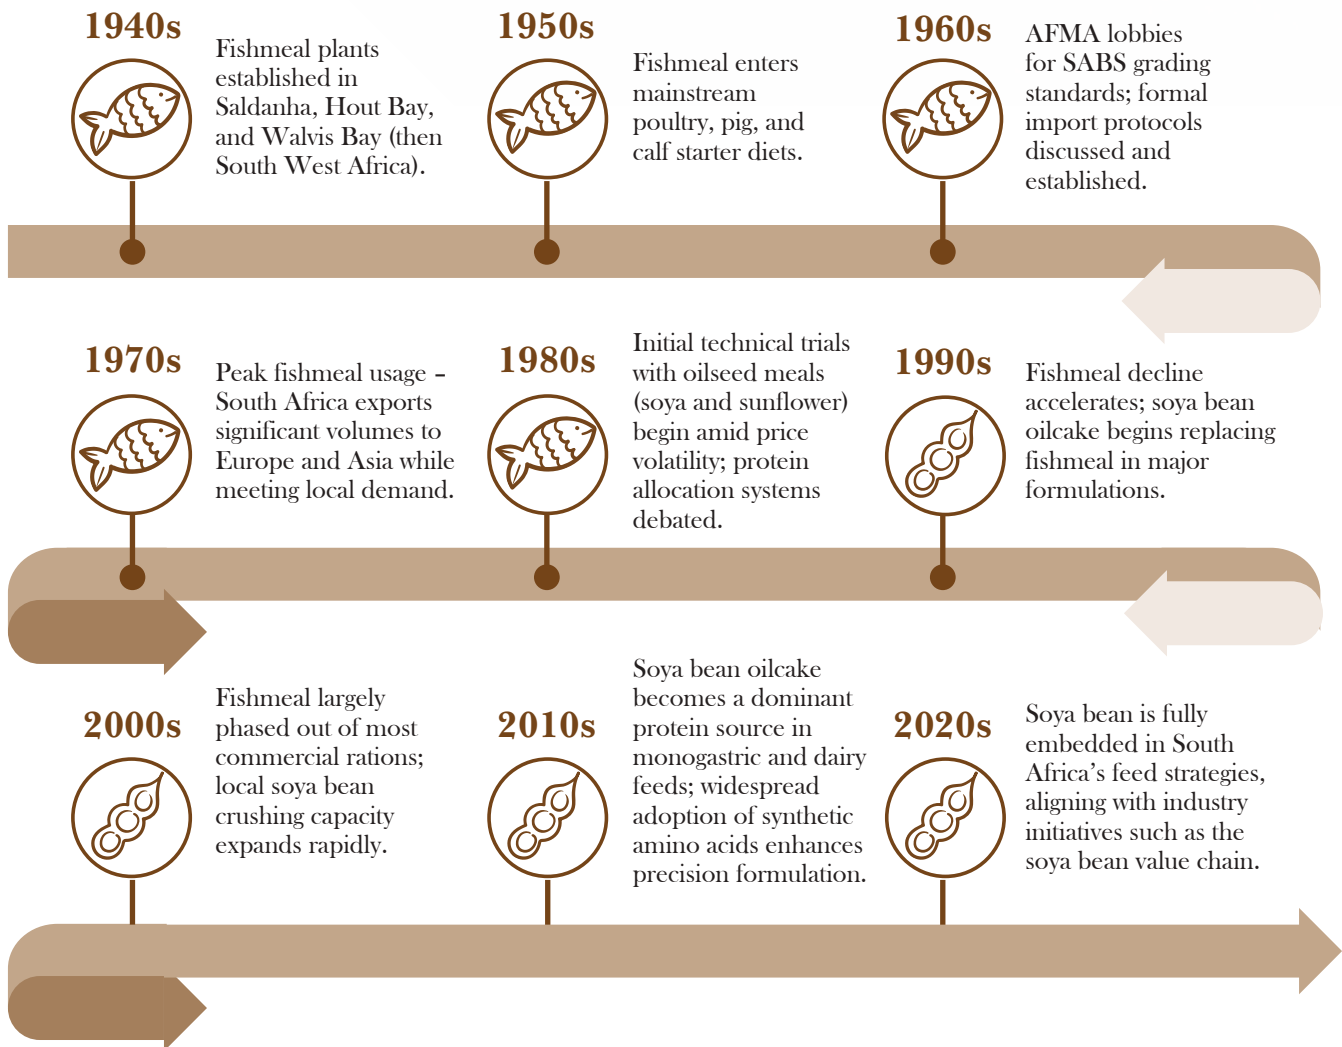 1940s
Fishmeal plants
established in
Saldanha, Hout Bay,
and Walvis Bay (then
South West Africa).
1950s
Fishmeal enters
mainstream
poultry, pig, and
calf starter diets.
1960s
AFMA lobbies
for SABS grading
standards; formal
import protocols
discussed and
established.
1970s
Peak fishmeal usage –
South Africa exports
significant volumes to
Europe and Asia while
meeting local demand.
1980s
Initial technical trials
with oilseed meals
(soya and sunflower)
begin amid price
volatility; protein
allocation systems
debated.
1990s
Fishmeal decline
accelerates; soya bean
oilcake begins replacing
fishmeal in major
formulations.
2000s
Fishmeal largely
phased out of most
commercial rations;
local soya bean
crushing capacity
expands rapidly.
2010s
Soya bean oilcake
becomes a dominant
protein source in
monogastric and dairy
feeds; widespread
adoption of synthetic
amino acids enhances
precision formulation.
2020s
Soya bean is fully
embedded in South
Africa’s feed strategies,
aligning with industry
initiatives such as the
soya bean value chain.